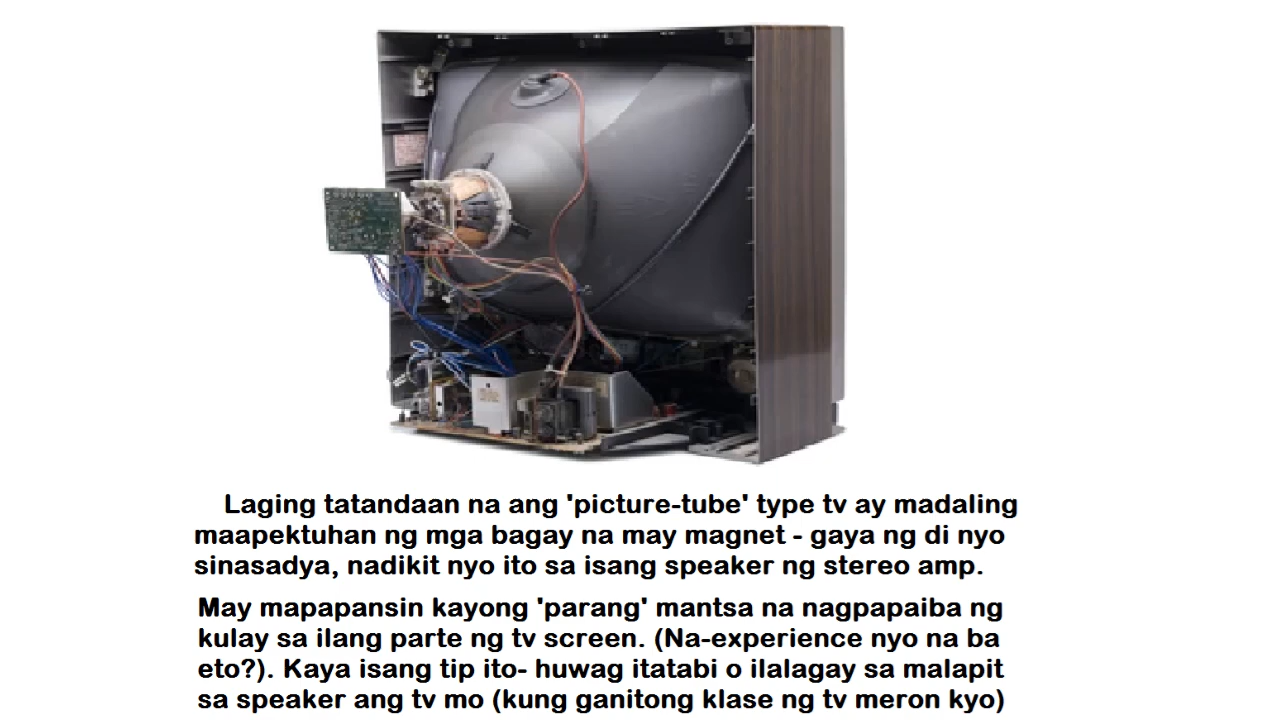 Laging tatandaan na ang 'picture-tube' type tv ay madaling
maapektuhan ng mga bagay na may magnet - gaya ng di nyo
sinasadya, nadikit nyo ito sa isang speaker ng stereo amp.
May mapapansin kayong 'parang' mantsa na nagpapaiba ng
kulay sa ilang parte ng tv screen. (Na-experience nyo na ba
eto?). Kaya isang tip ito- huwag itatabi o ilalagay sa malapit
sa speaker ang tv mo (kung ganitong klase ng tv meron kyo)